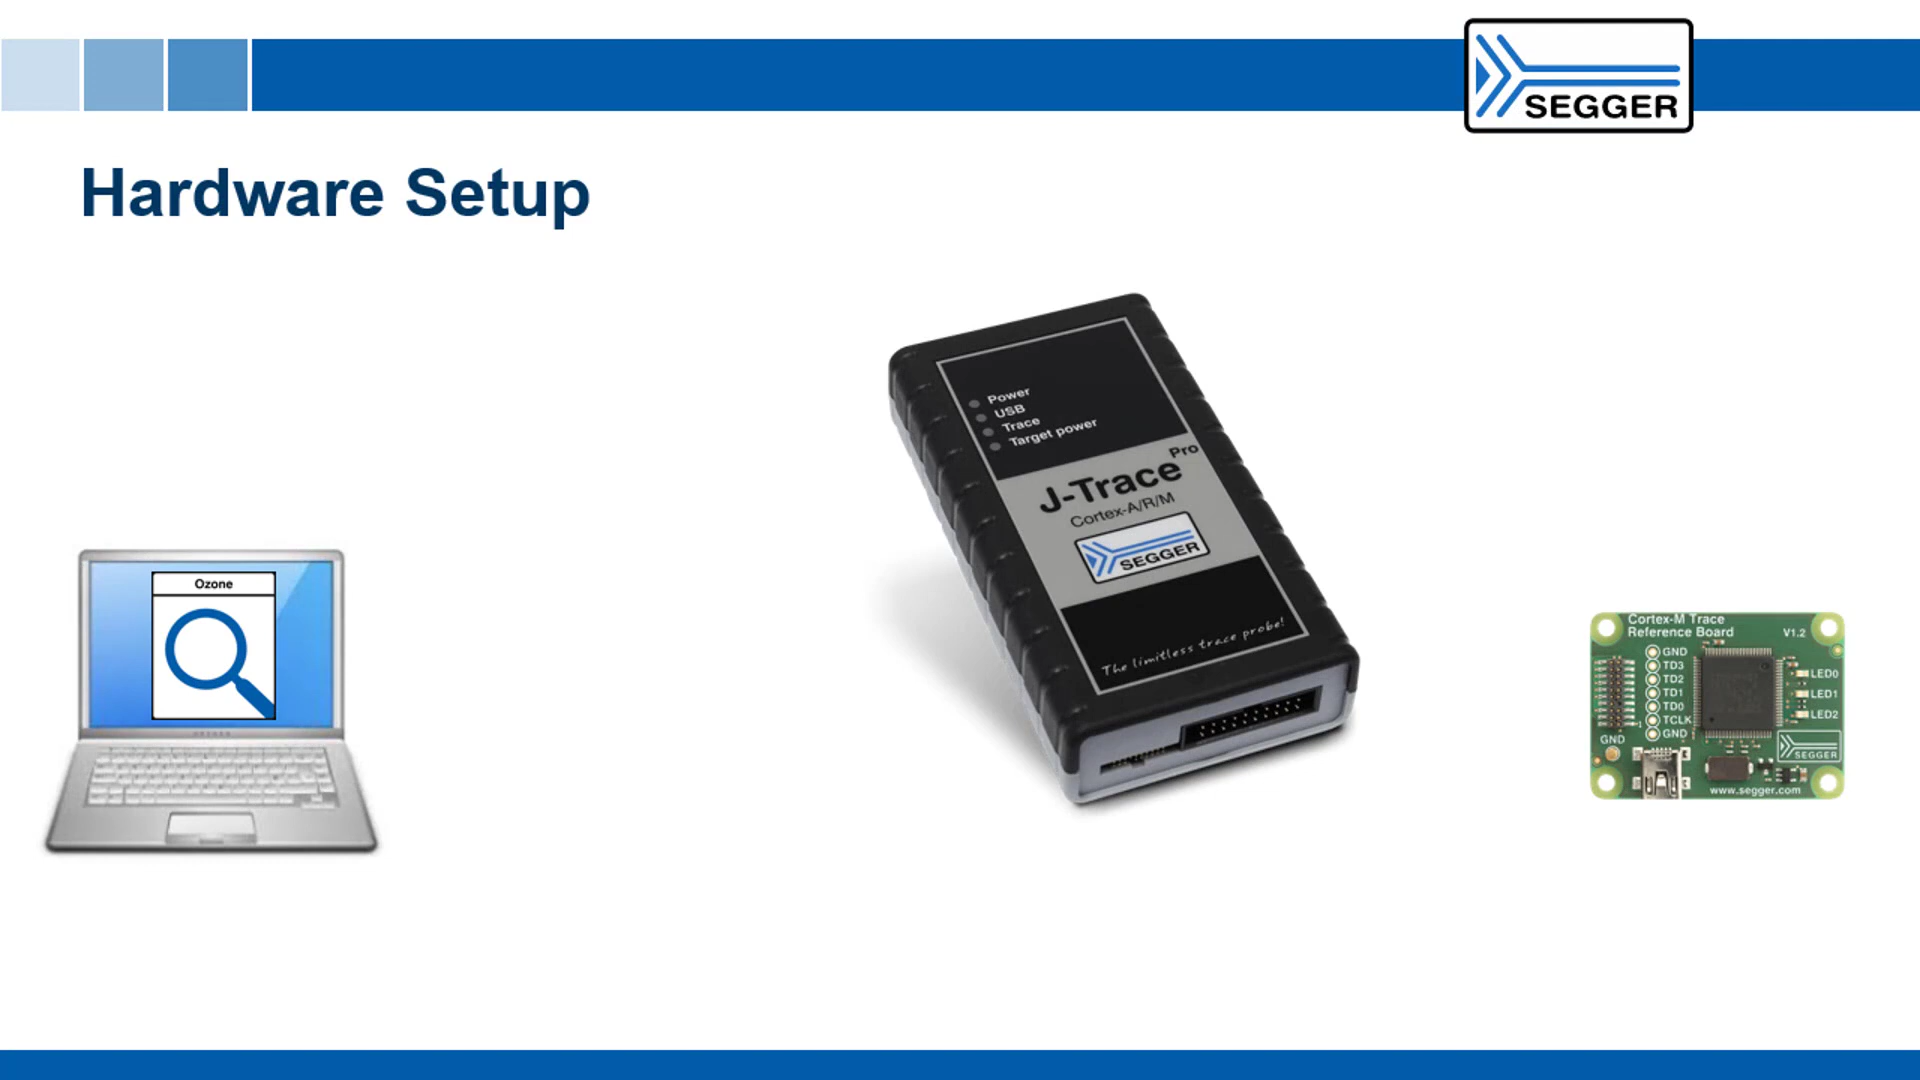 SEGGER
Hardware Setup
Power
USB
Trace
Target power
J-Trace Pro
Cortex-A/R/M
SEGGER
The limitless trace probe!
Ozone
Cortex-M Trace
Reference Board
V1.2
GND
TD3
TD2
TD1
TD0
TCLK
GND
LED0
LED1
LED2
1
GND
SEGGER
www.segger.com